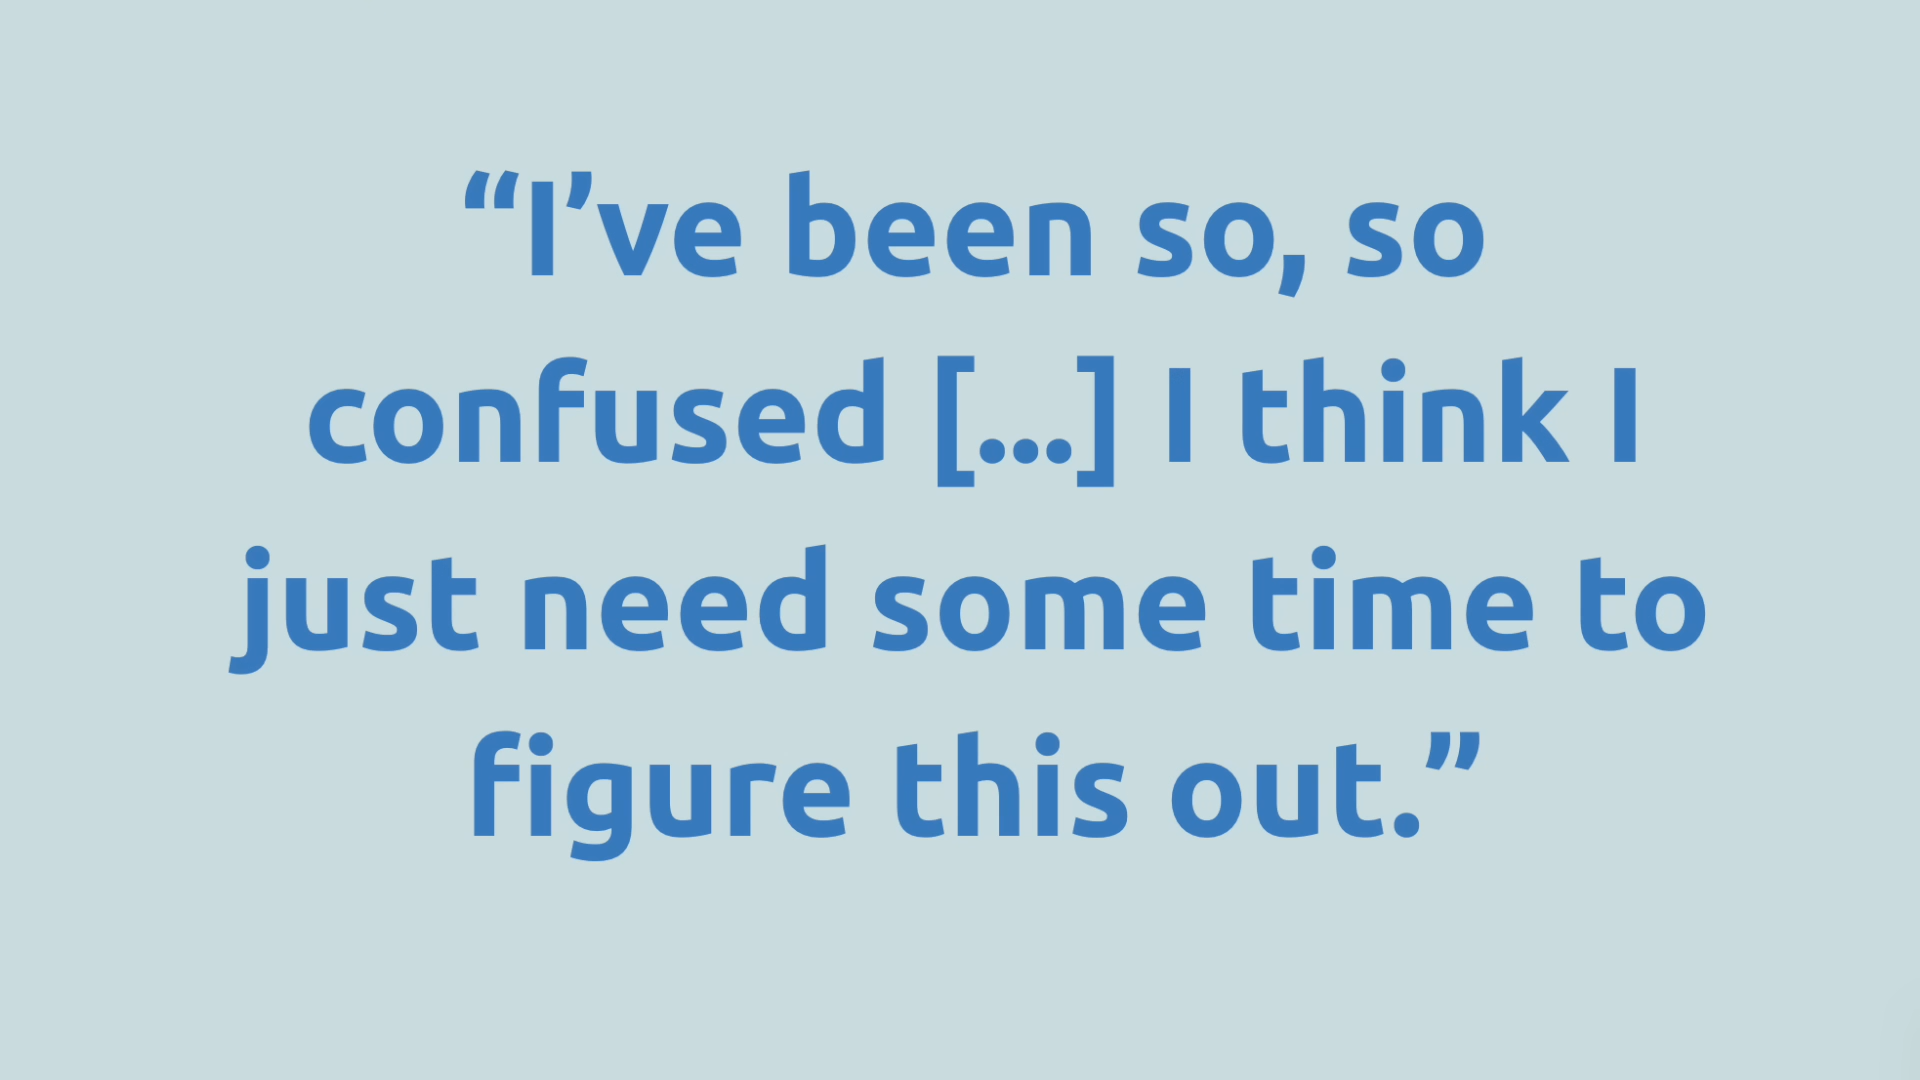 “I’ve been so, so
confused [...] I think I
just need some time to
figure this out.”